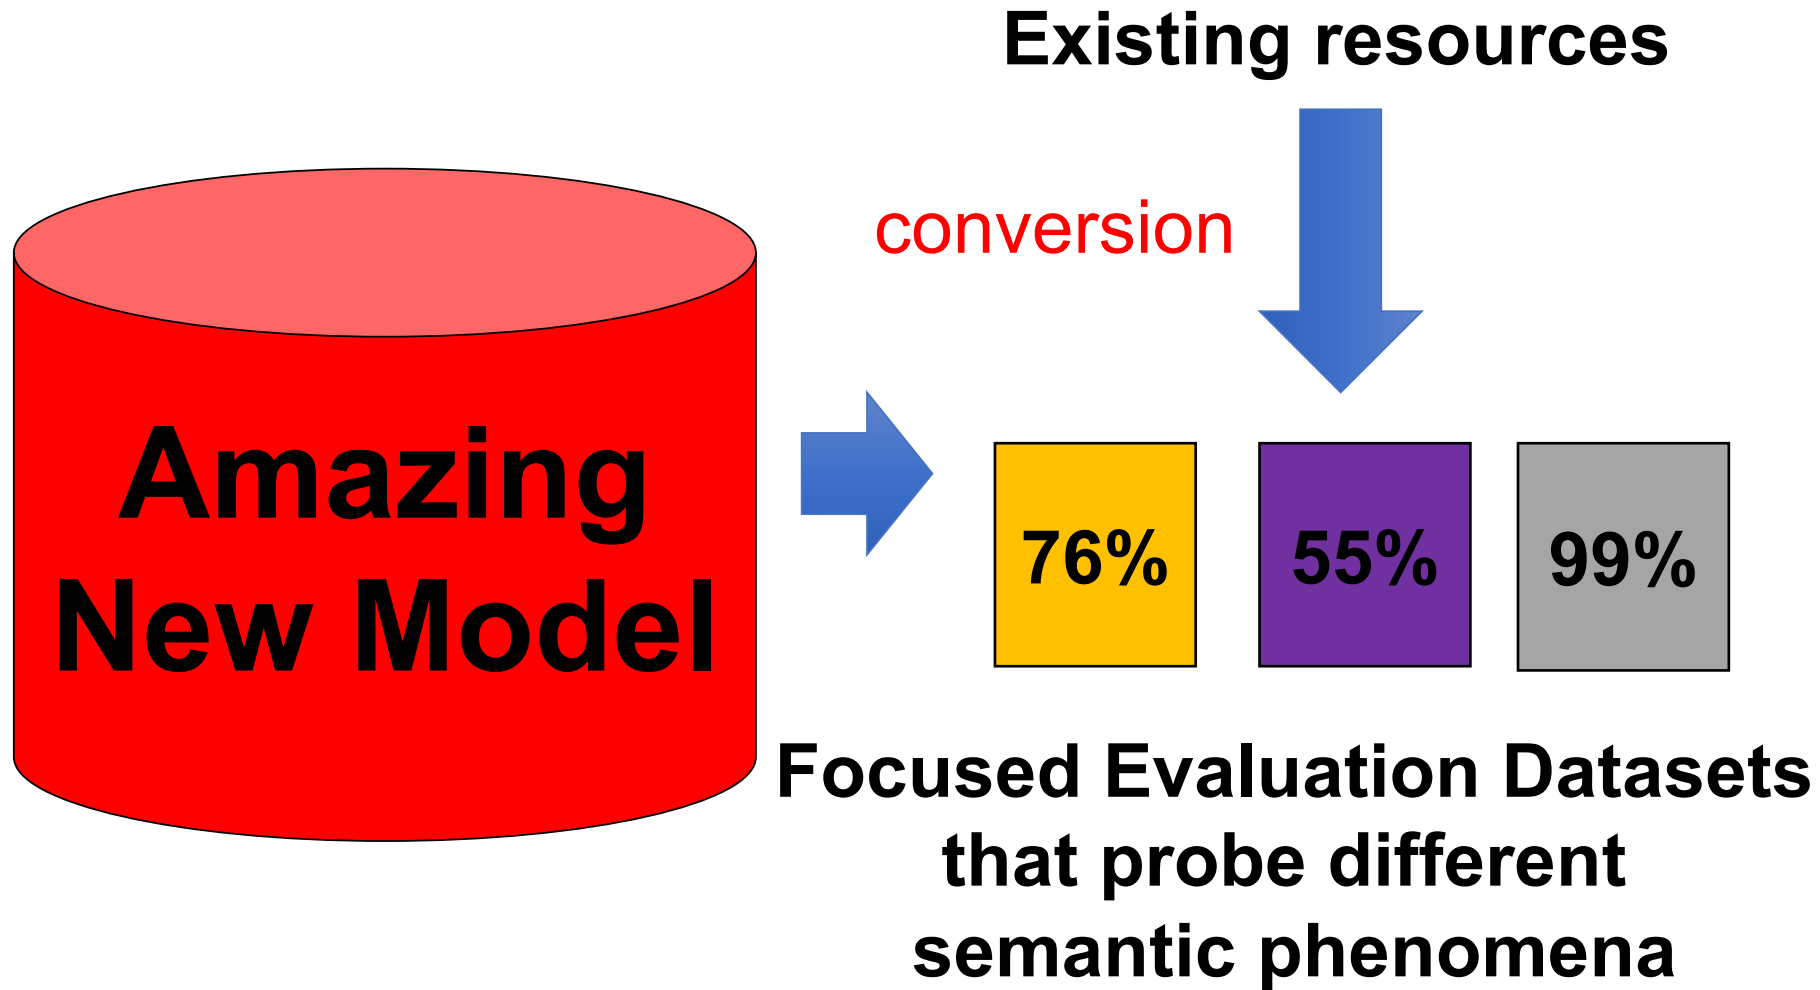 Existing resources
conversion
Amazing
New Model
76%
55%
99%
Focused Evaluation Datasets
that probe different
semantic phenomena